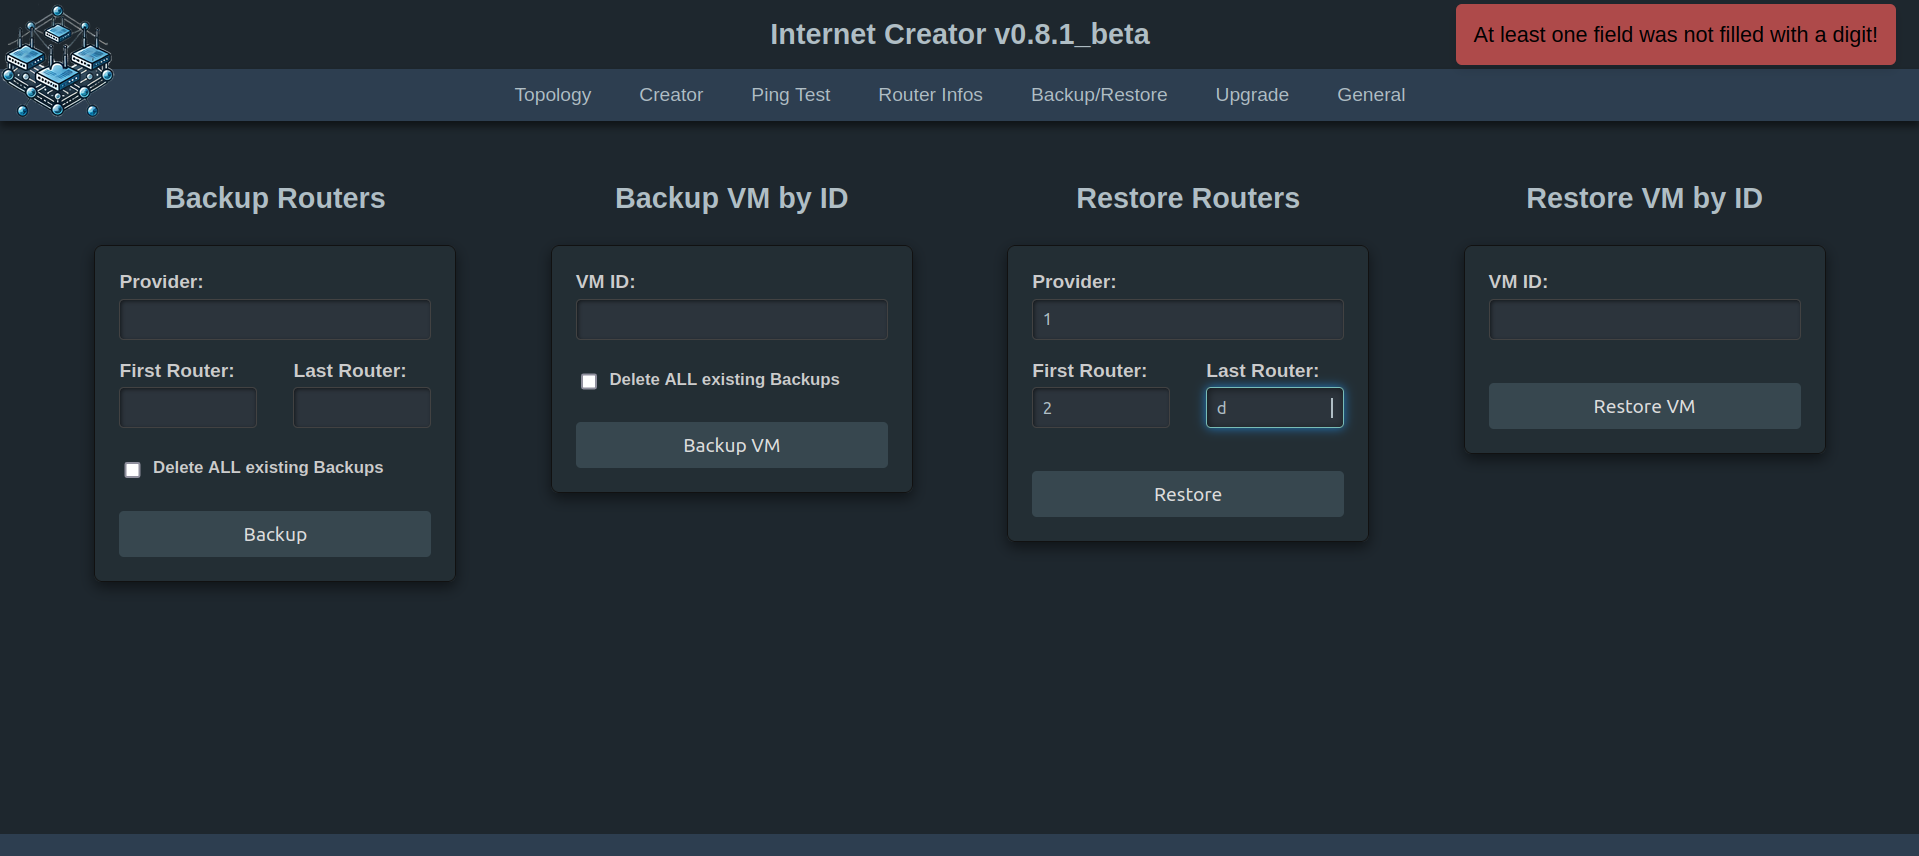 Internet Creator v0.8.1_beta
At least one field was not filled with a digit!
Topology Creator Ping Test Router Infos Backup/Restore Upgrade General
Backup Routers
Provider:
First Router: Last Router:
Delete ALL existing Backups
Backup
Backup VM by ID
VM ID:
Delete ALL existing Backups
Backup VM
Restore Routers
Provider:
1
First Router: Last Router:
2 d
Restore
Restore VM by ID
VM ID:
Restore VM